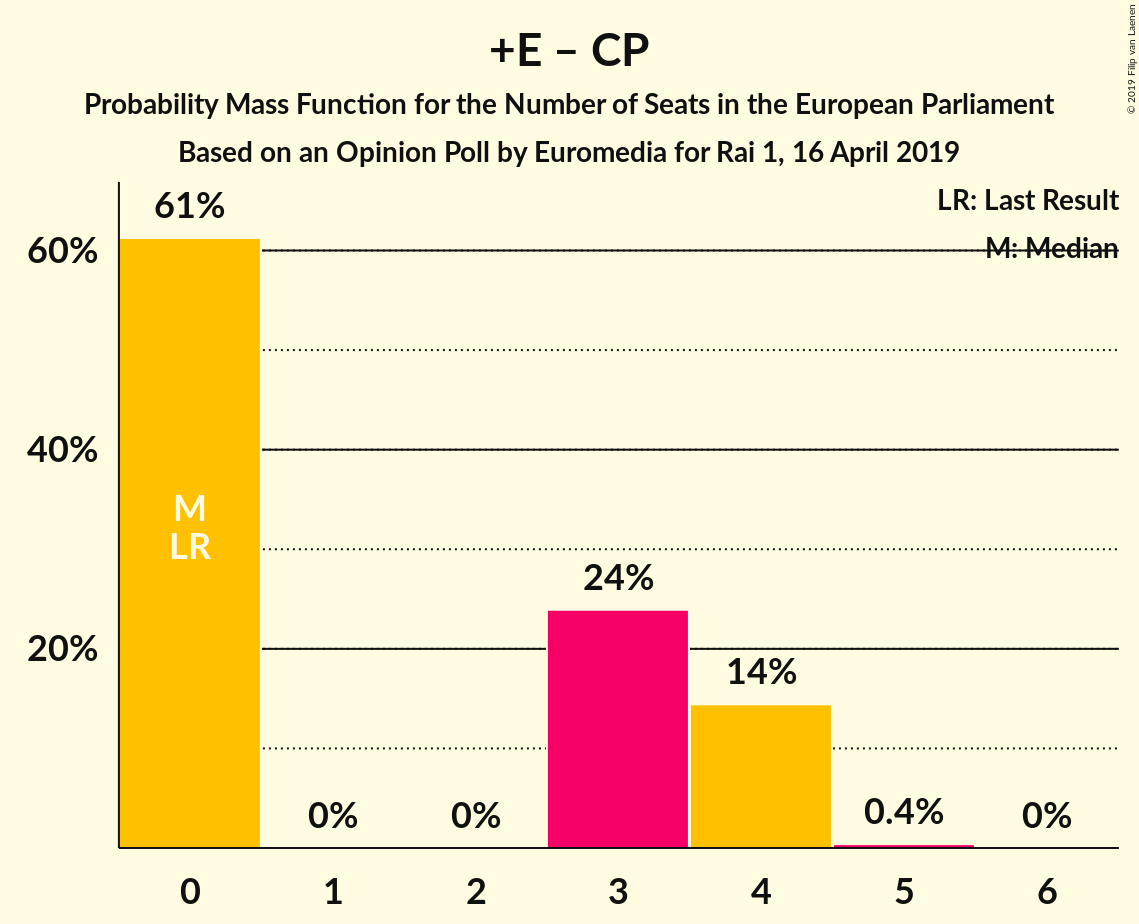 +E – CP
Probability Mass Function for the Number of Seats in the European Parliament
Based on an Opinion Poll by Euromedia for Rai 1, 16 April 2019
© 2019 Filip van Laenen
LR: Last Result
M: Median
61%
60%
40%
M
LR
24%
20%
14%
0%
0%
0.4%
0%
0
1
2
3
4
5
6